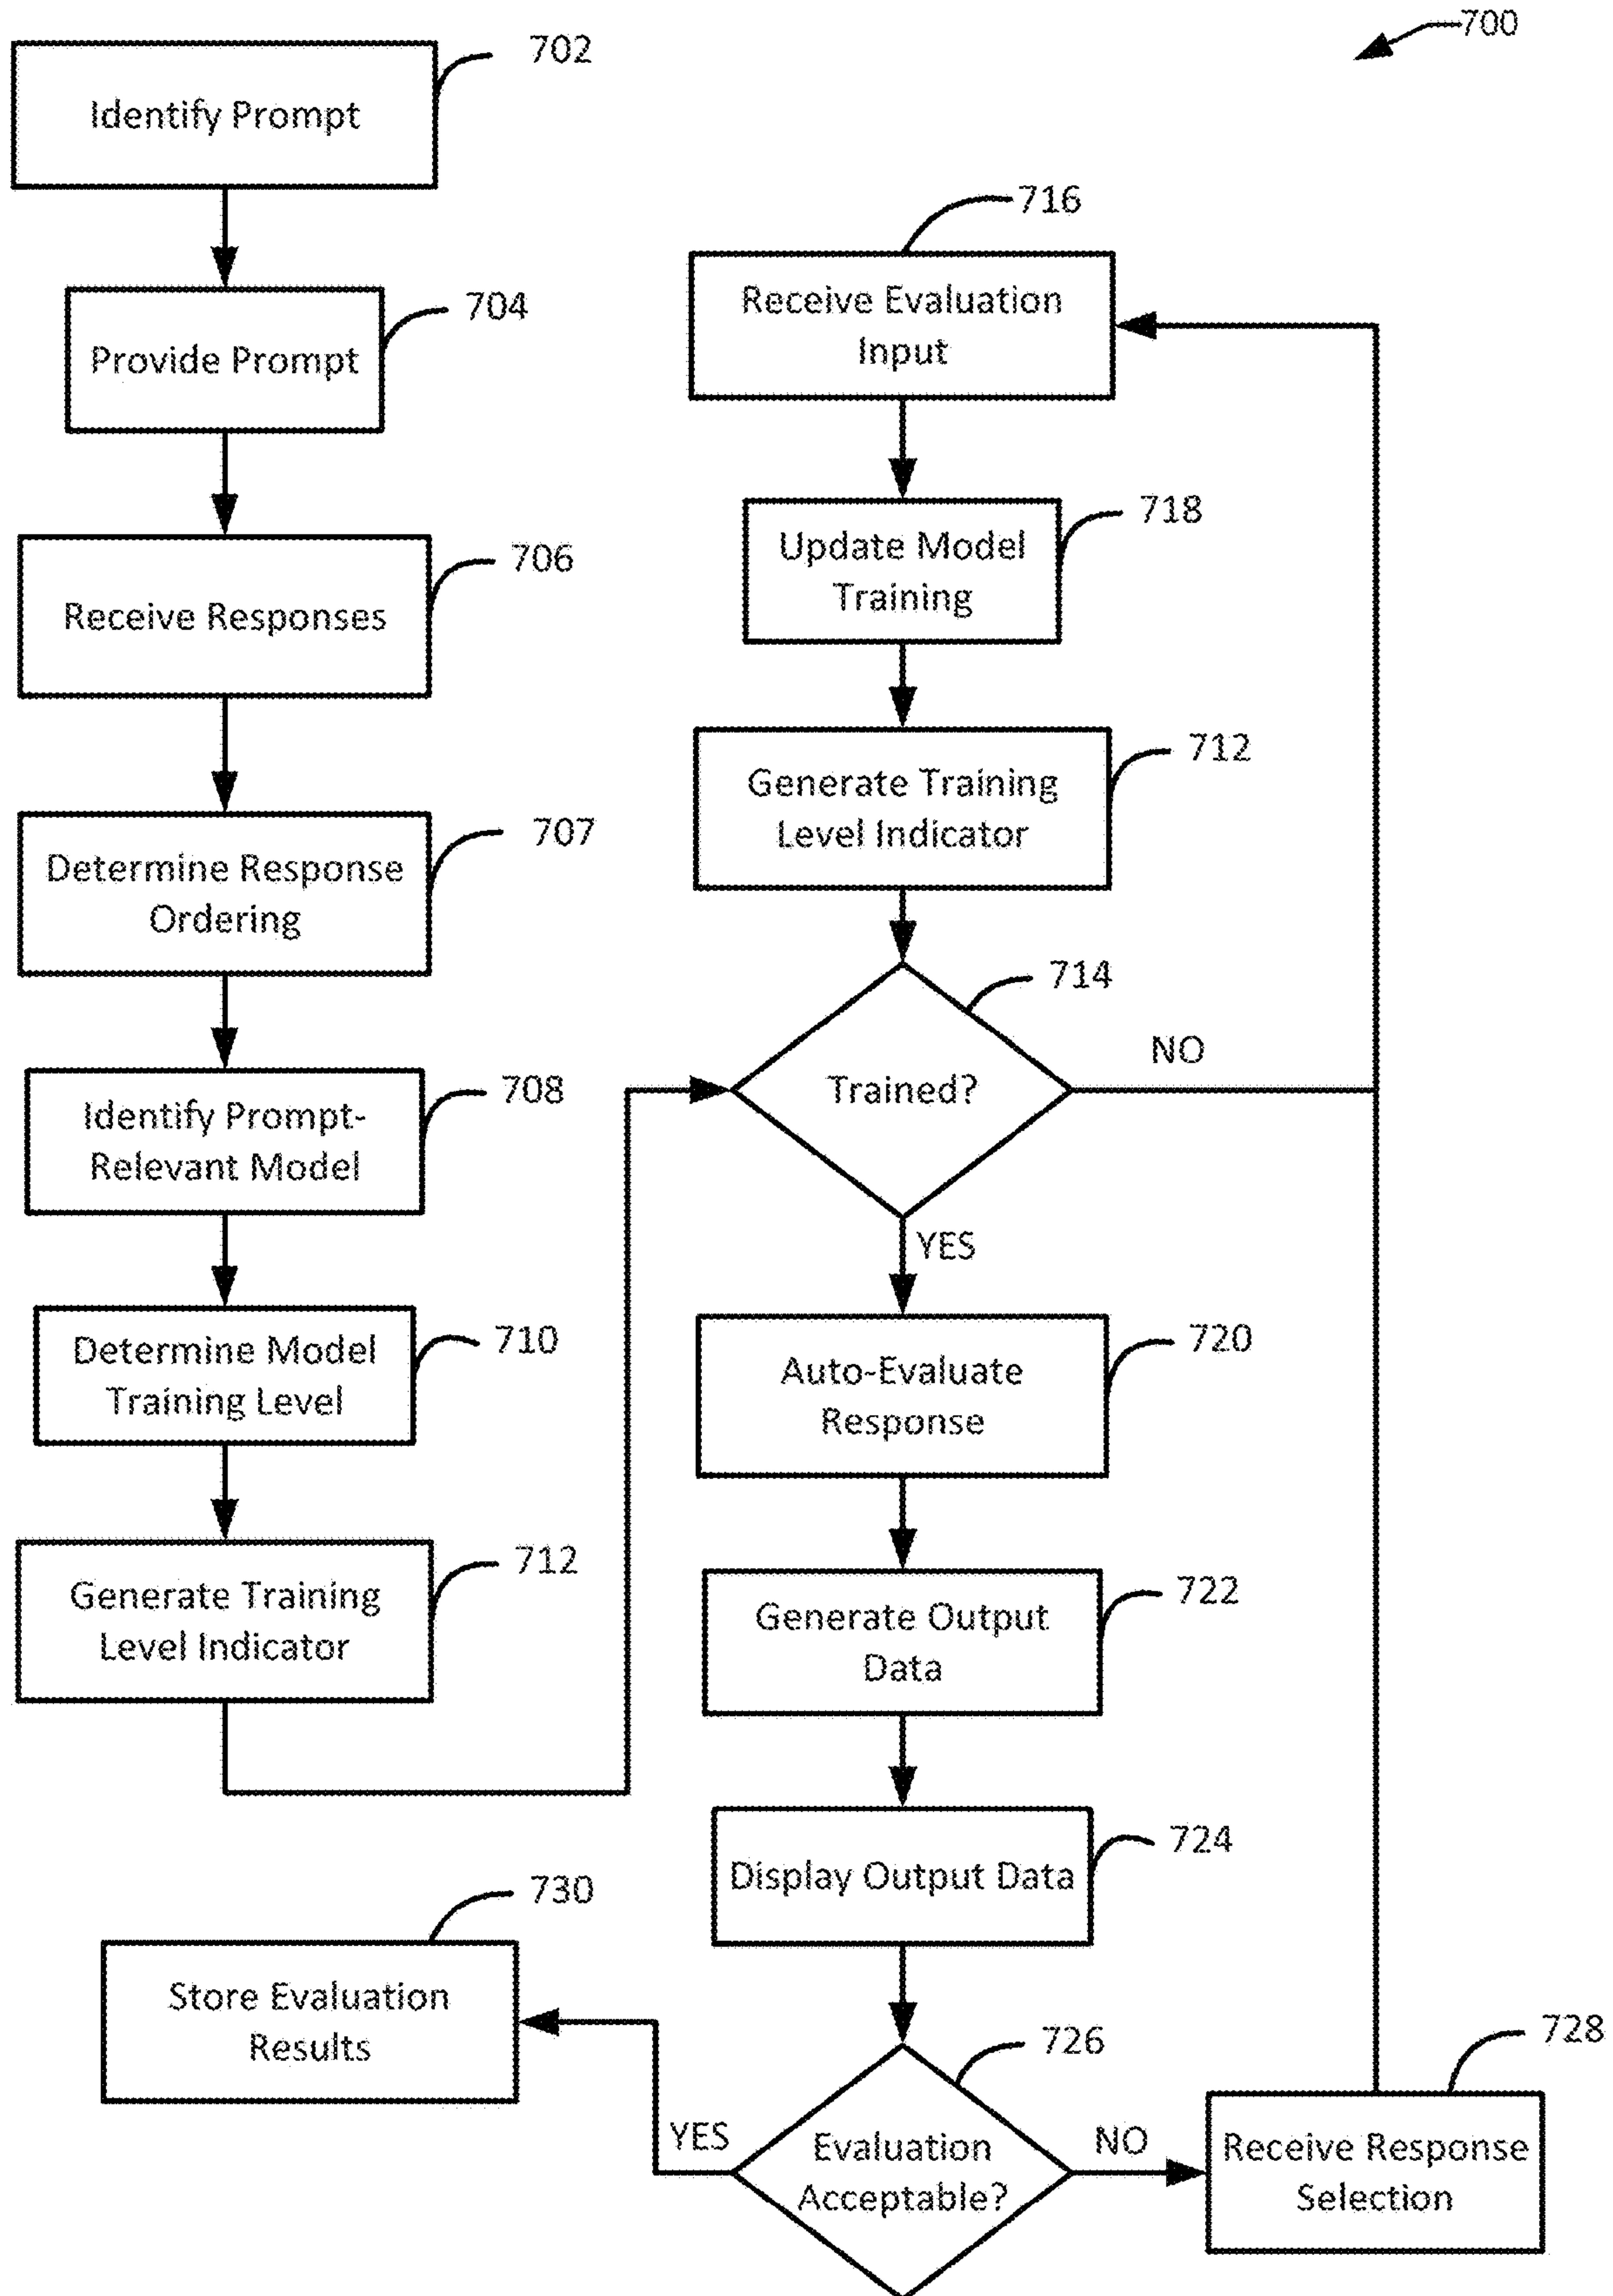 700
702
Identify Prompt
704
Provide Prompt
706
Receive Responses
707
Determine Response
Ordering
708
Identify Prompt-
Relevant Model
710
Determine Model
Training Level
712
Generate Training
Level Indicator
716
Receive Evaluation
Input
718
Update Model
Training
712
Generate Training
Level Indicator
714
Trained?
NO
YES
720
Auto-Evaluate
Response
722
Generate Output
Data
724
Display Output Data
726
Evaluation
Acceptable?
YES
NO
730
Store Evaluation
Results
728
Receive Response
Selection